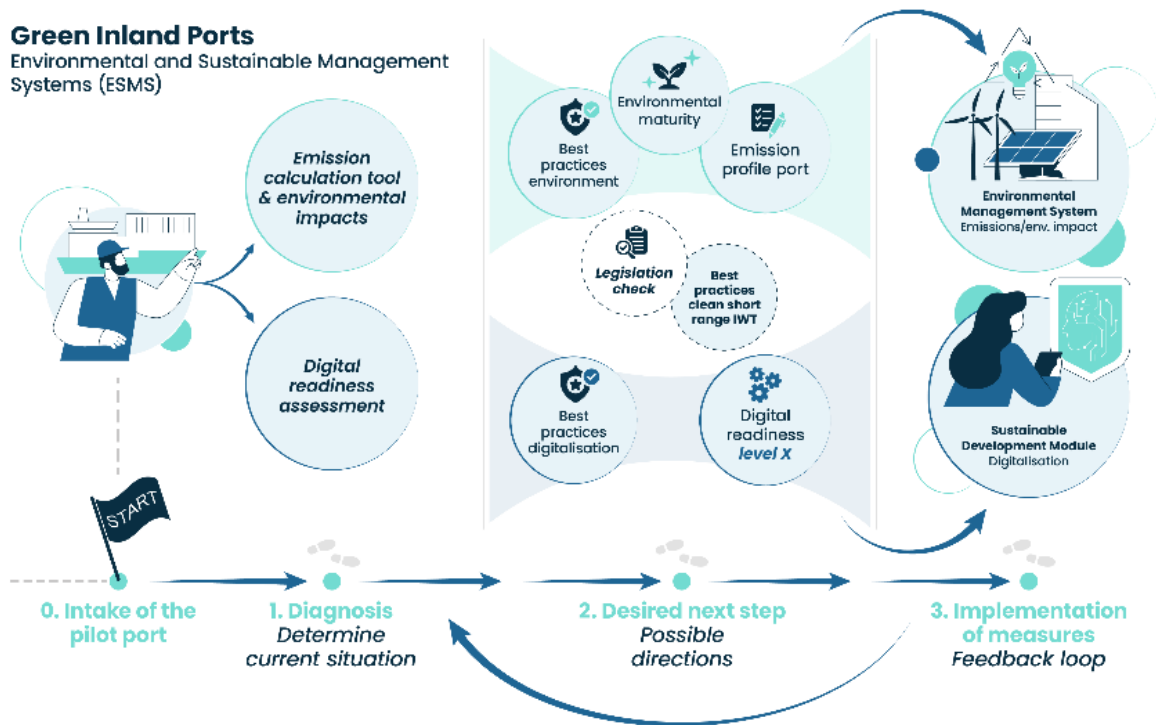 Green Inland Ports
Environmental and Sustainable Management
Systems (ESMS)
Emission
calculation tool
& environmental
impacts
Digital
readiness
assessment
Environmental
maturity
Best
practices
environment
Emission
profile port
Legislation
check
Best
practices
clean short
range IWT
Best
practices
digitalisation
Digital
readiness
level X
Environmental
Management System
Emissions/env. impact
Sustainable
Development Module
Digitalisation
START
0. Intake of the
pilot port
1. Diagnosis
Determine
current situation
2. Desired next step
Possible
directions
3. Implementation
of measures
Feedback loop